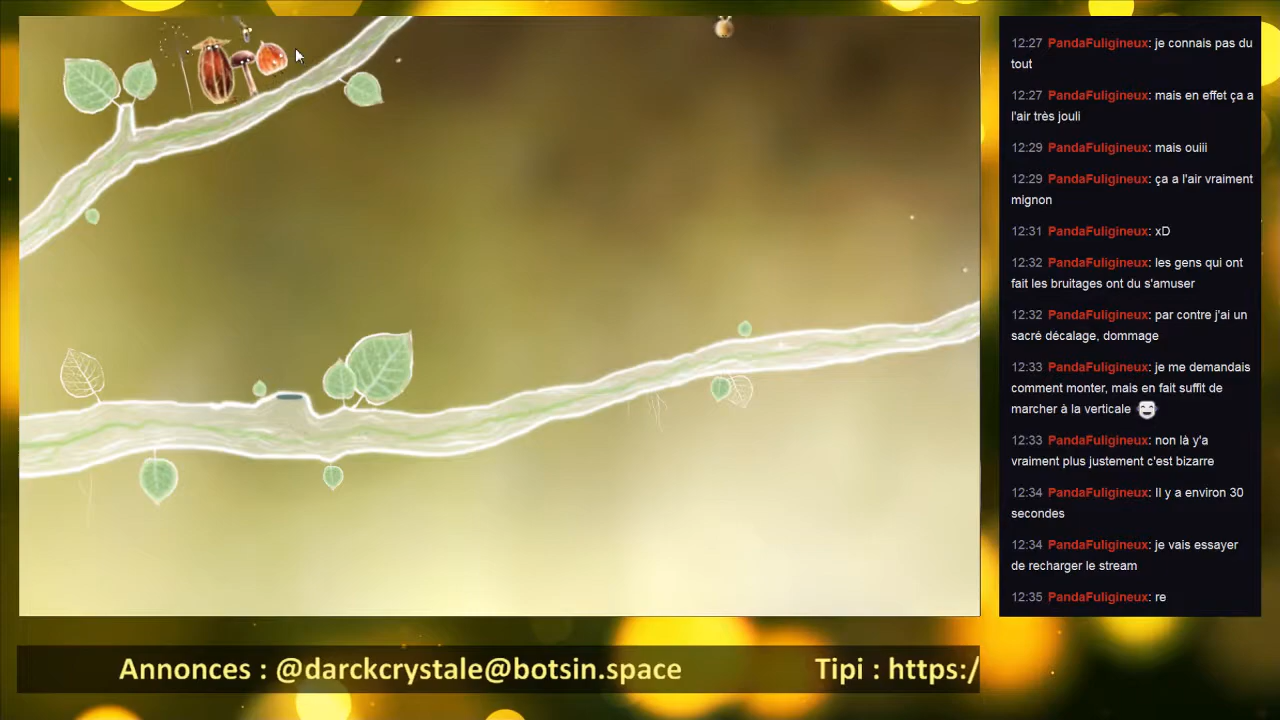 12:27 PandaFuligineux: je connais pas du
tout
12:27 PandaFuligineux: mais en effet ça a
l'air très jouli
12:29 PandaFuligineux: mais ouiii
12:29 PandaFuligineux: ça a l'air vraiment
mignon
12:31 PandaFuligineux: xD
12:32 PandaFuligineux: les gens qui ont
fait les bruitages ont du s'amuser
12:32 PandaFuligineux: par contre j'ai un
sacré décalage, dommage
12:33 PandaFuligineux: je me demandais
comment monter, mais en fait suffit de
marcher à la verticale
12:33 PandaFuligineux: non là y'a
vraiment plus justement c'est bizarre
12:34 PandaFuligineux: Il y a environ 30
secondes
12:34 PandaFuligineux: je vais essayer
de recharger le stream
12:35 PandaFuligineux: re
Annonces : @darckcrystale@botsin.space Tipi : https:/